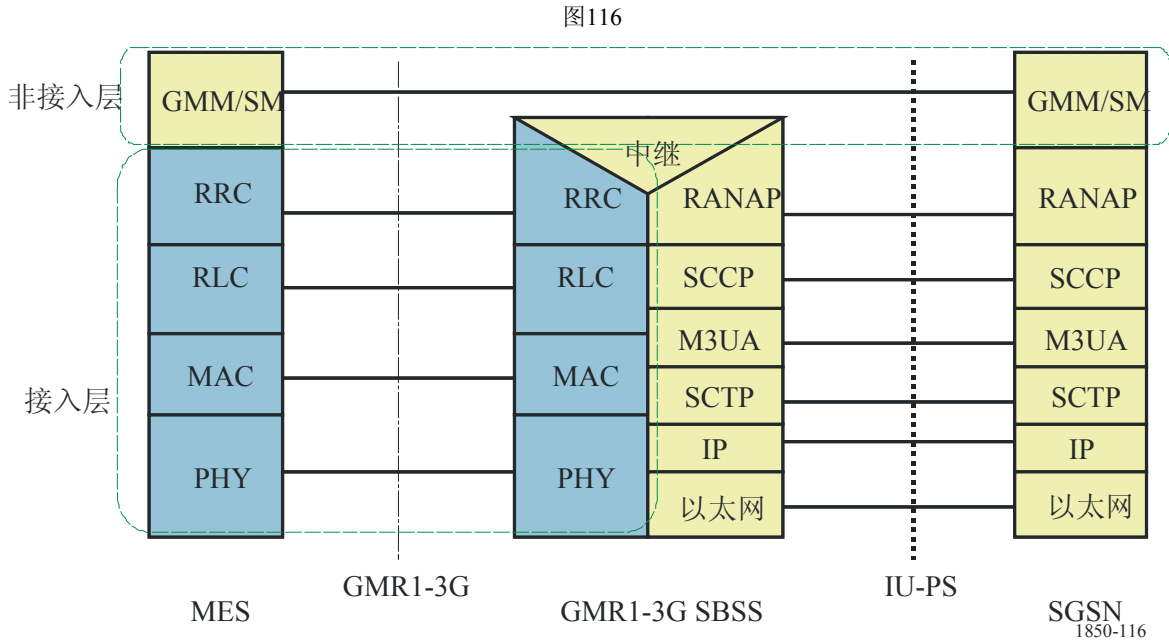 图116
非接入层
GMM/SM
GMM/SM
中继
RRC
RRC
RANAP
RANAP
RLC
RLC
SCCP
SCCP
M3UA
M3UA
接入层
MAC
MAC
SCTP
SCTP
IP
IP
PHY
PHY
以太网
以太网
GMR1-3G
IU-PS
MES
GMR1-3G SBSS
SGSN
1850-116